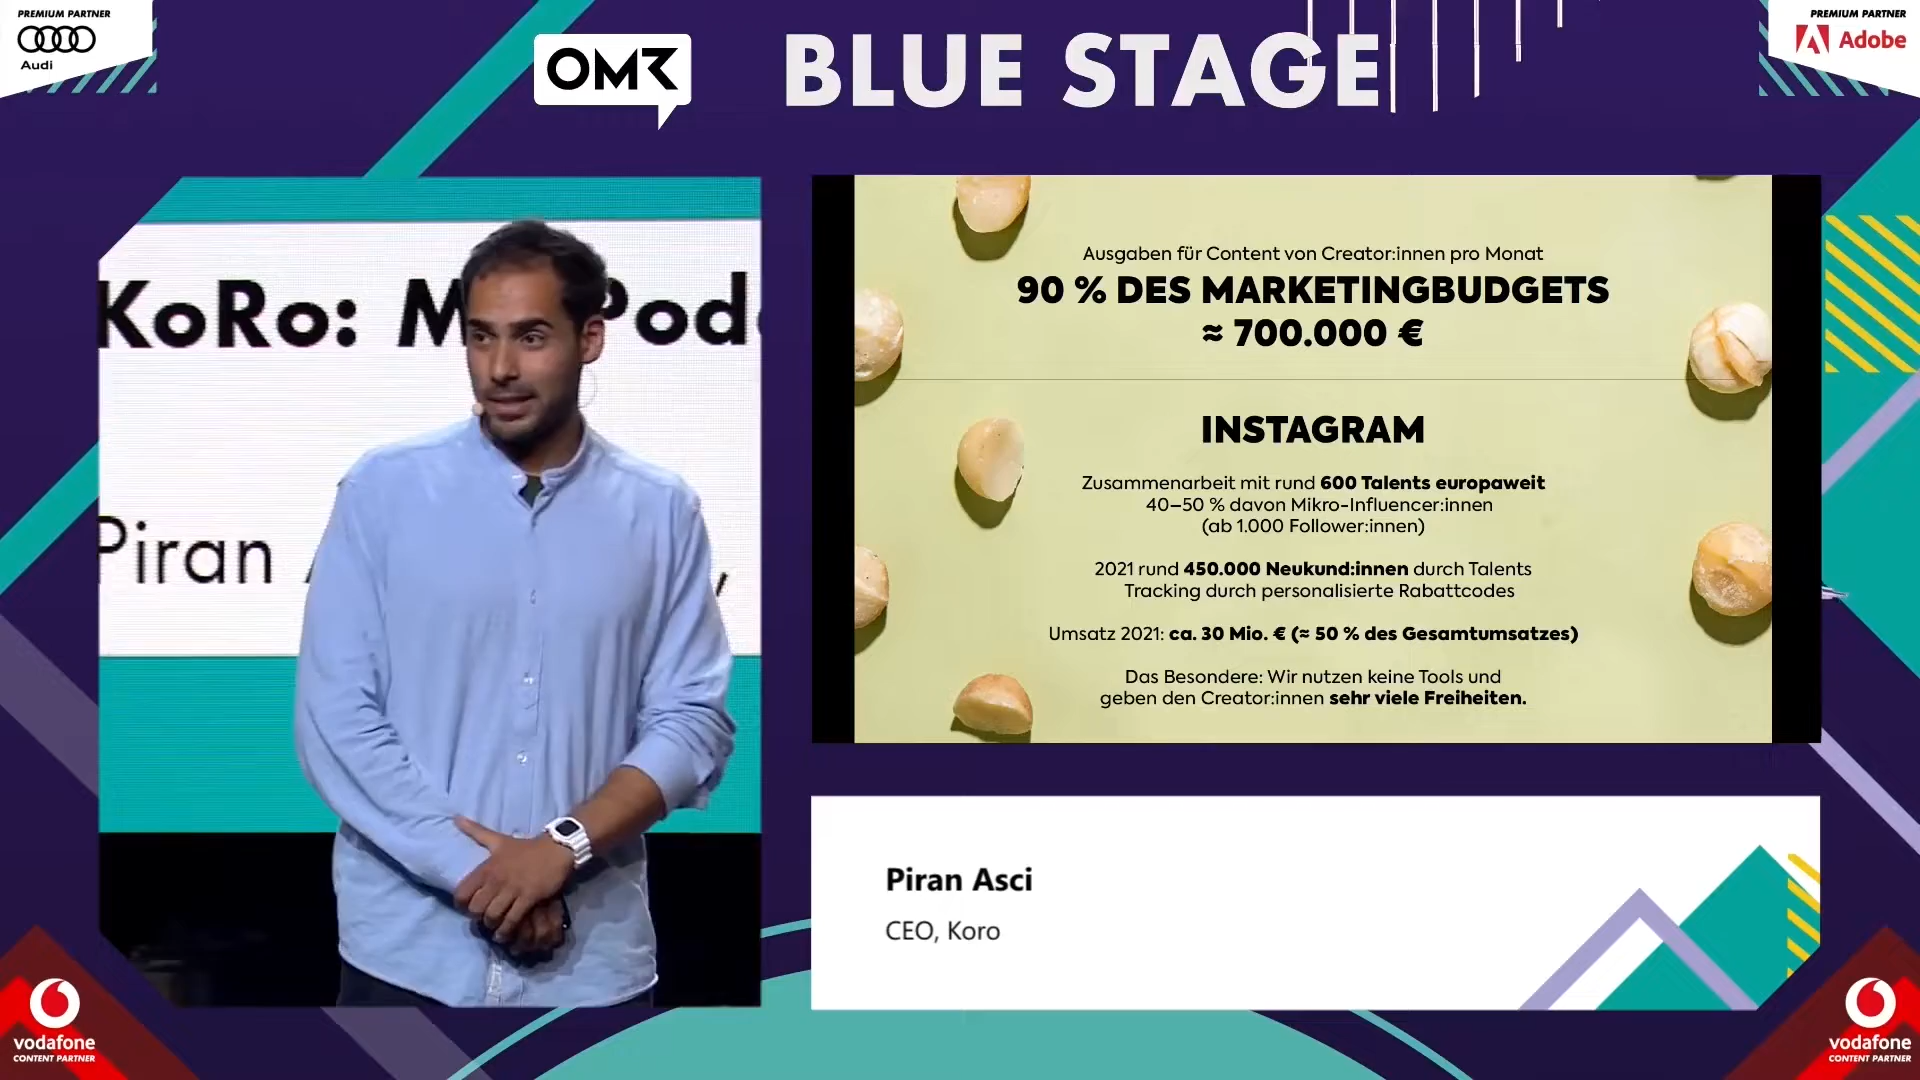 PREMIUM PARTNER
Audi
OMR
BLUE STAGE
PREMIUM PARTNER
Adobe
KoRo: M Pod
Piran
Ausgaben für Content von Creator:innen pro Monat
90 % DES MARKETINGBUDGETS
≈ 700.000 €
INSTAGRAM
Zusammenarbeit mit rund 600 Talents europaweit
40–50 % davon Mikro-Influencer:innen
(ab 1.000 Follower:innen)
2021 rund 450.000 Neukund:innen durch Talents
Tracking durch personalisierte Rabattcodes
Umsatz 2021: ca. 30 Mio. € (≈ 50 % des Gesamtumsatzes)
Das Besondere: Wir nutzen keine Tools und
geben den Creator:innen sehr viele Freiheiten.
Piran Asci
CEO, Koro
vodafone
CONTENT PARTNER
vodafone
CONTENT PARTNER